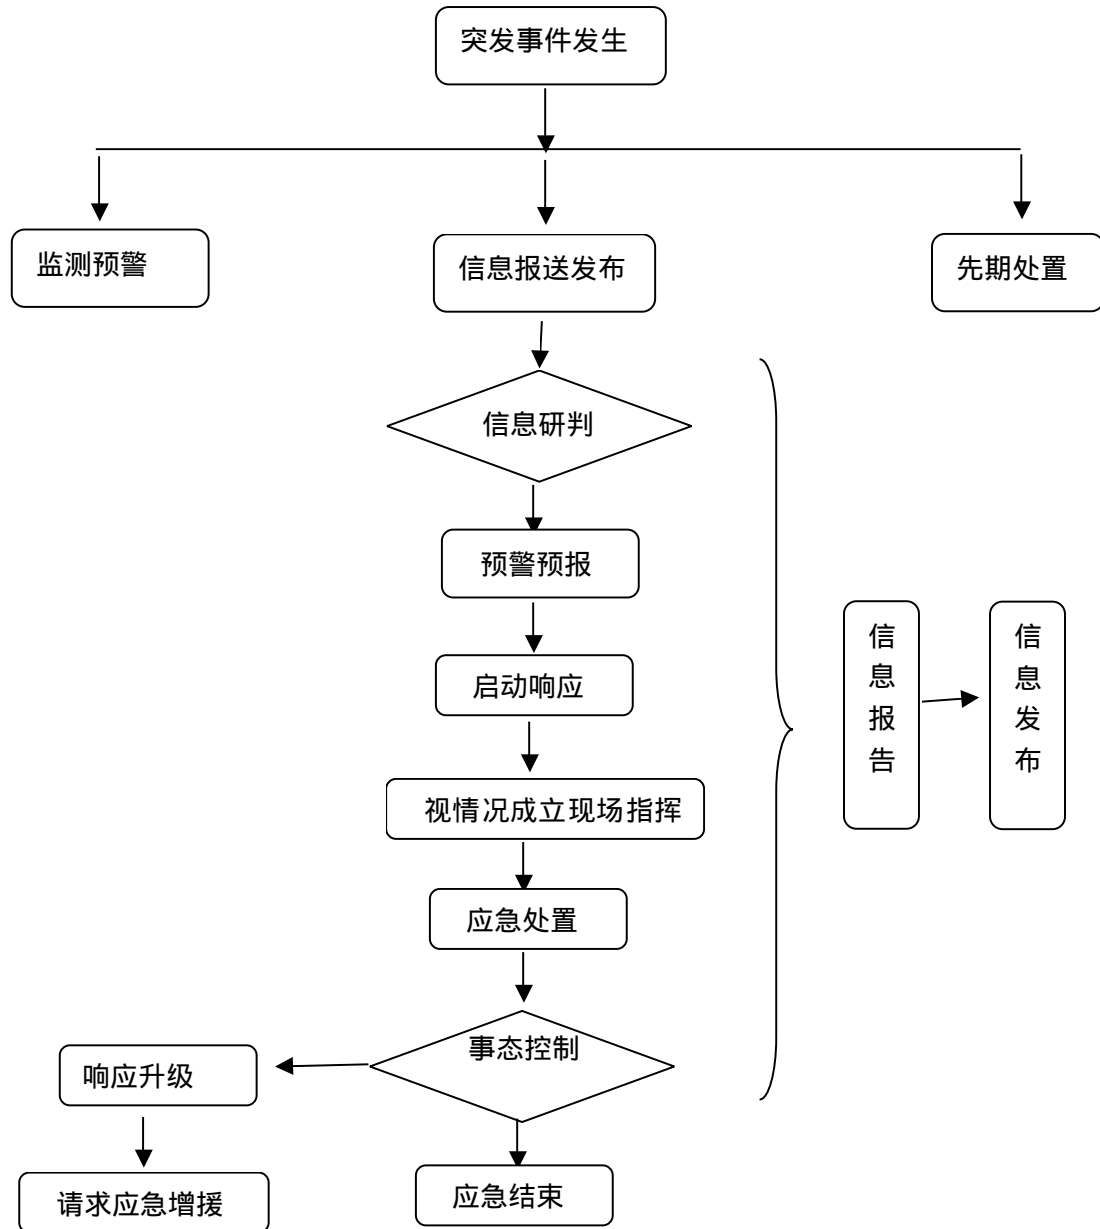 突发事件发生
监测预警
信息报送发布
先期处置
信息研判
预警预报
启动响应
视情况成立现场指挥
应急处置
事态控制
响应升级
请求应急增援
应急结束
信息报告
信息发布